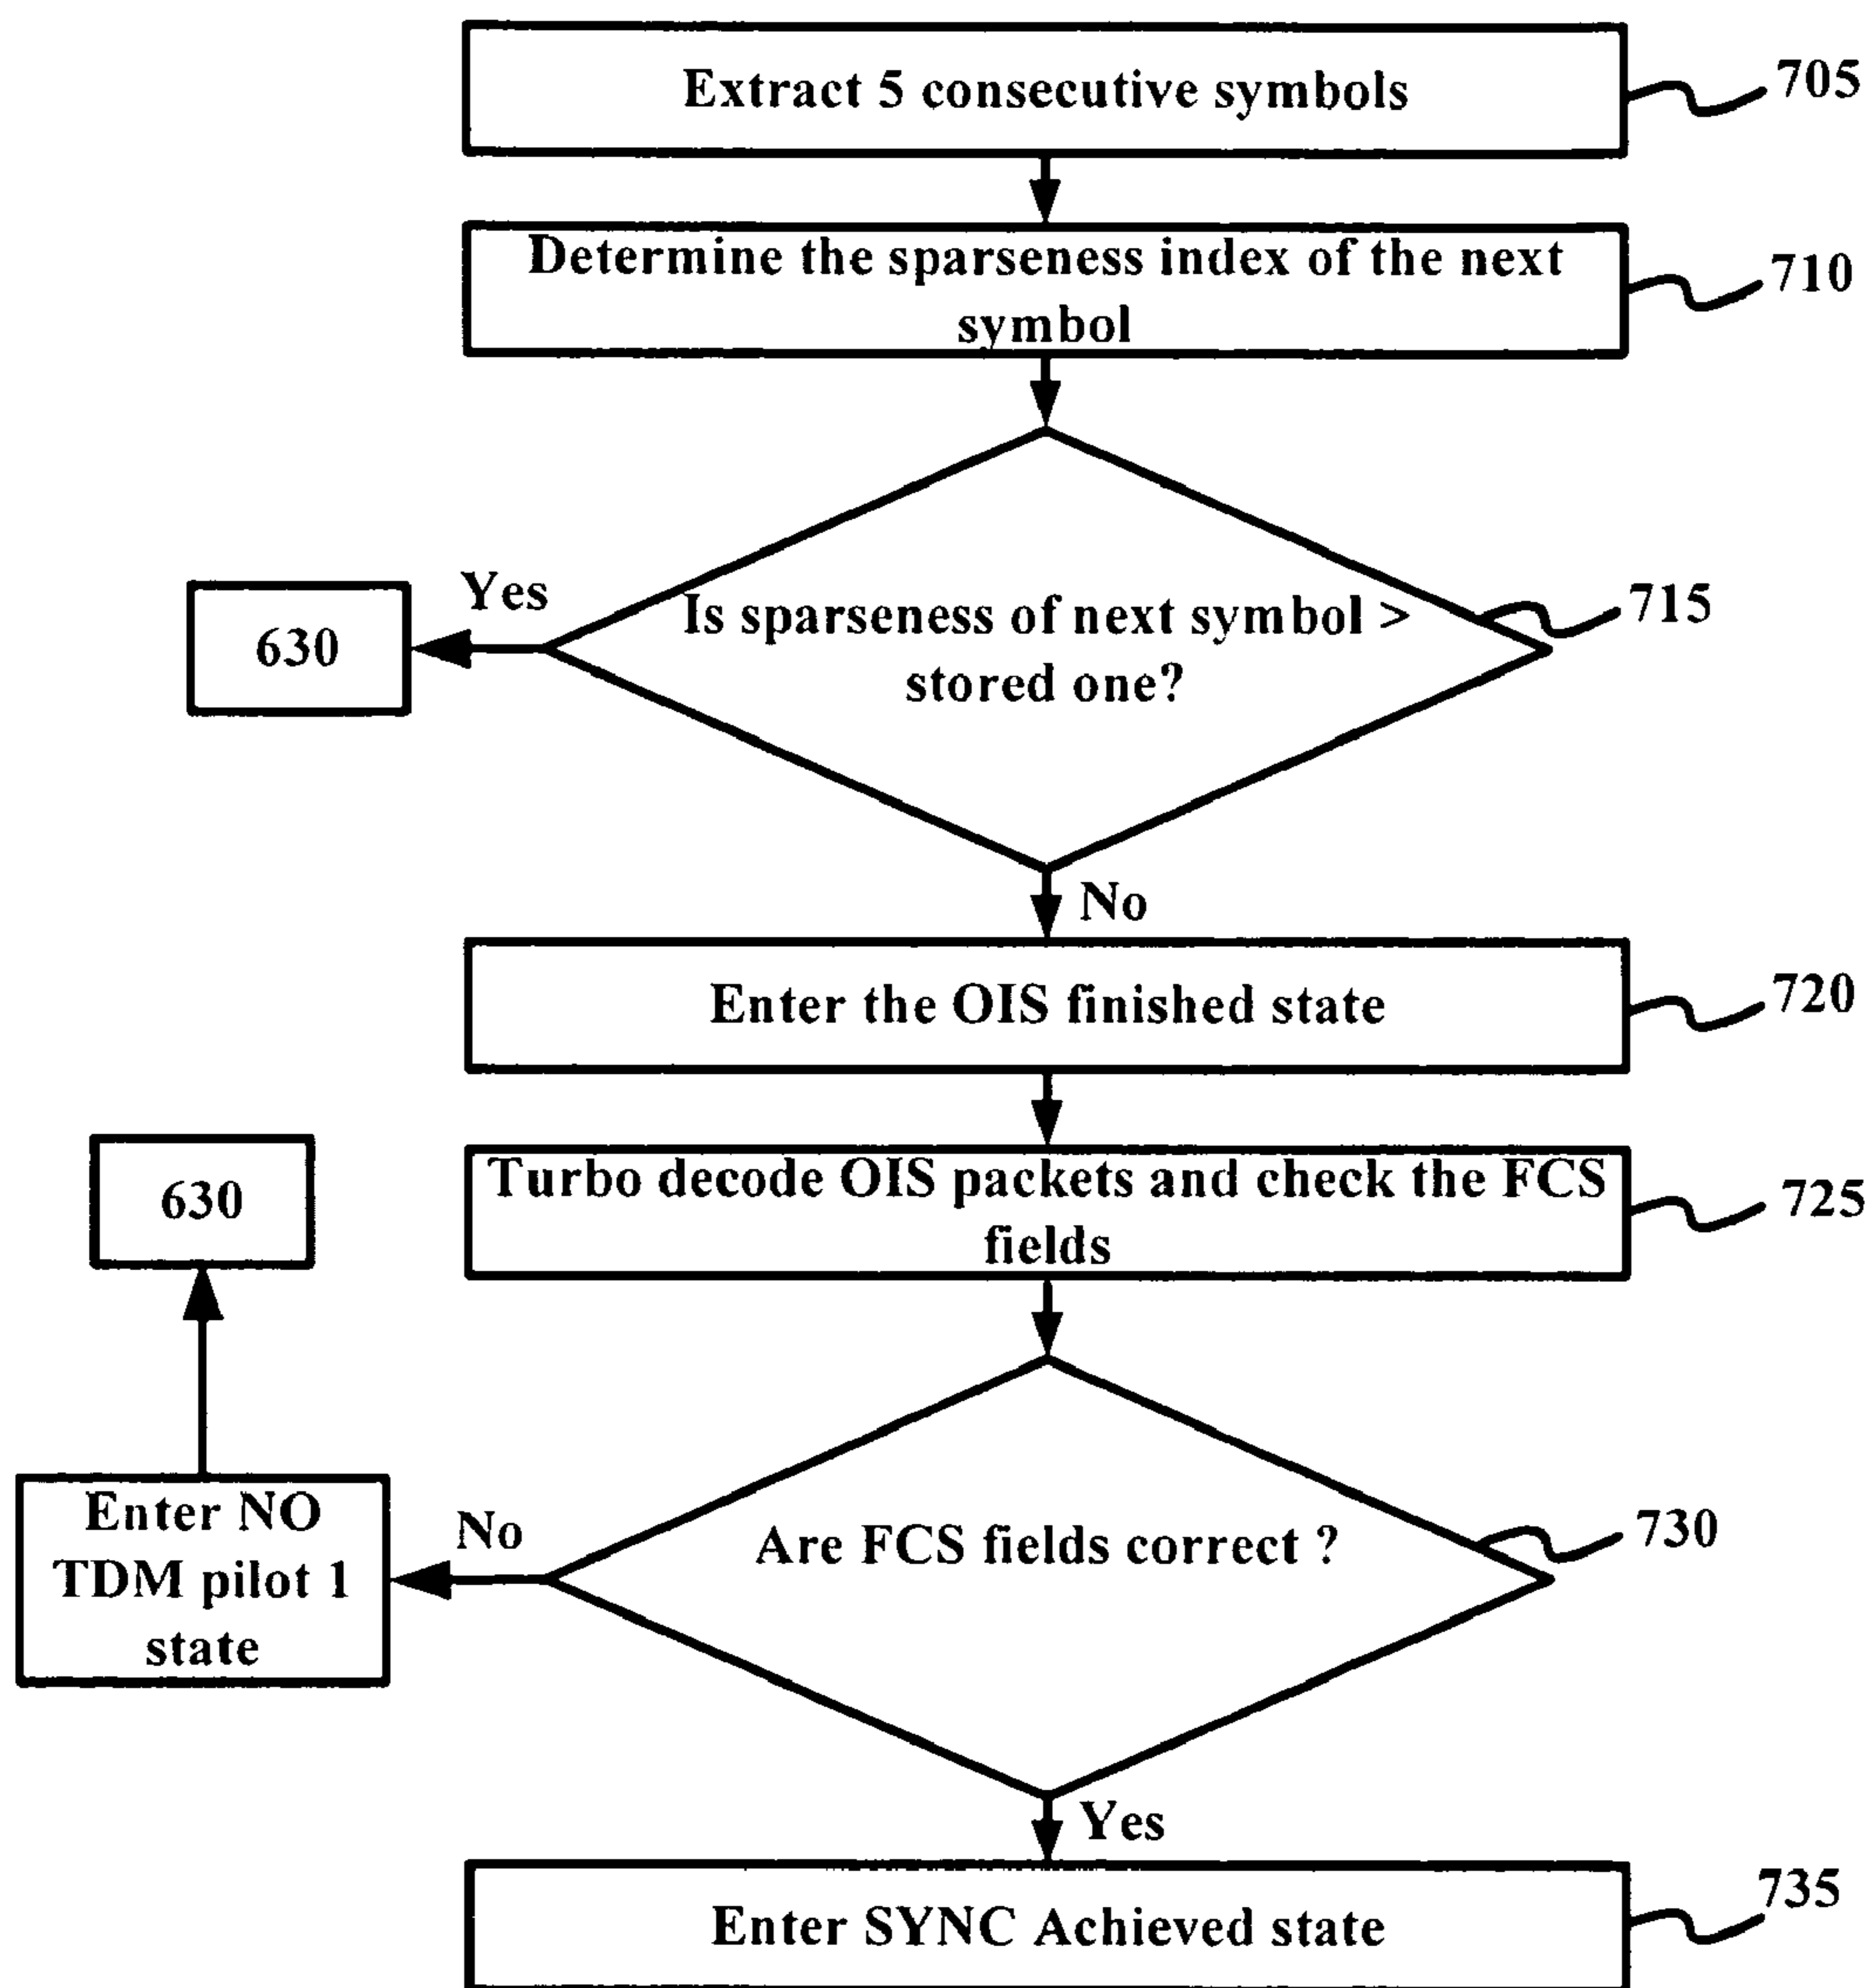 Extract 5 consecutive symbols
705
Determine the sparseness index of the next
symbol
710
Yes
630
Is sparseness of next symbol >
stored one?
715
No
Enter the OIS finished state
720
630
Turbo decode OIS packets and check the FCS
fields
725
Enter NO
TDM pilot 1
state
No
Are FCS fields correct ?
730
Yes
Enter SYNC Achieved state
735